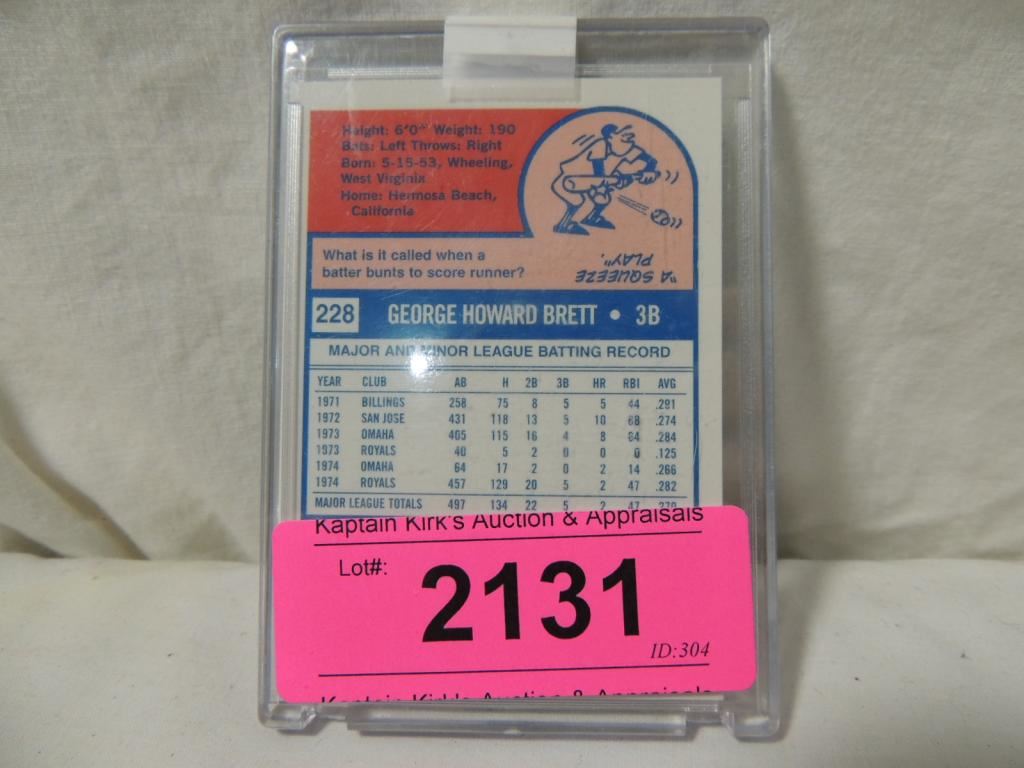 Height: 6'0" Weight: 190
Bats: Left Throws: Right
Born: 5-15-53, Wheeling,
West Virginia
Home: Hermosa Beach,
California
What is it called when a
batter bunts to score runner?
"A SQUEEZE
PLAY".
228 GEORGE HOWARD BRETT • 3B
MAJOR AND MINOR LEAGUE BATTING RECORD
YEAR CLUB AB H 2B 3B HR RBI AVG
1971 BILLINGS 258 75 8 5 5 44 .291
1972 SAN JOSE 431 118 13 5 10 68 .274
1973 OMAHA 405 115 16 4 8 64 .284
1973 ROYALS 40 5 2 0 0 0 .125
1974 OMAHA 64 17 2 0 2 14 .266
1974 ROYALS 457 129 20 5 2 47 .282
MAJOR LEAGUE TOTALS 497 134 22 5 2 47 .270
Kaptain Kirk's Auction & Appraisals
Lot#: 2131
ID:304
Kaptain Kirk's Auction & Appraisals